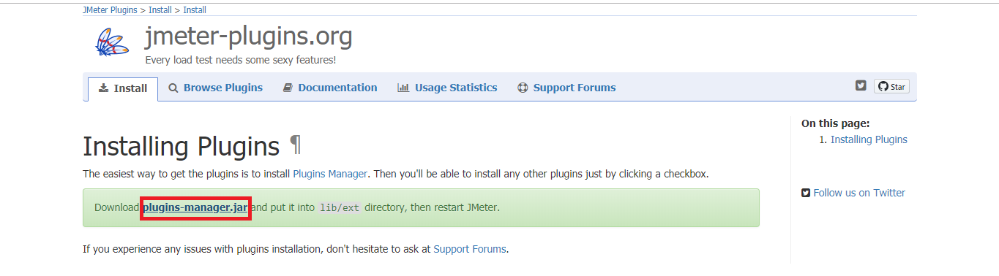 JMeter Plugins > Install > Install
jmeter-plugins.org
Every load test needs some sexy features!
Install Browse Plugins Documentation Usage Statistics Support Forums Star
Installing Plugins ¶
The easiest way to get the plugins is to install Plugins Manager. Then you'll be able to install any other plugins just by clicking a checkbox.
Download plugins-manager.jar and put it into lib/ext directory, then restart JMeter.
If you experience any issues with plugins installation, don't hesitate to ask at Support Forums.
On this page:
1. Installing Plugins
Follow us on Twitter